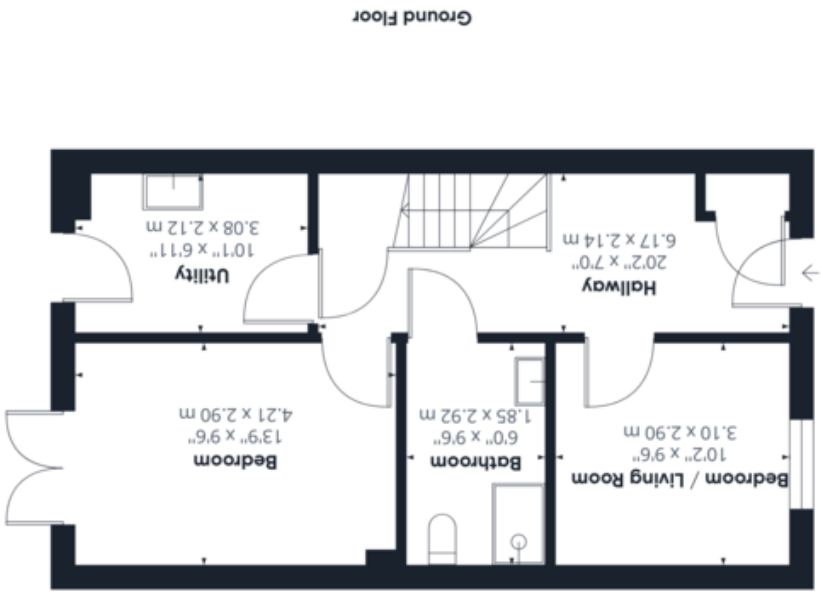 Bedroom / Living Room
10'2" x 9'6"
3.10 x 2.90 m
Bathroom
6'0" x 9'6"
1.85 x 2.92 m
Bedroom
13'9" x 9'6"
4.21 x 2.90 m
Hallway
20'2" x 7'0"
6.17 x 2.14 m
Utility
10'1" x 6'11"
3.08 x 2.12 m
Ground Floor